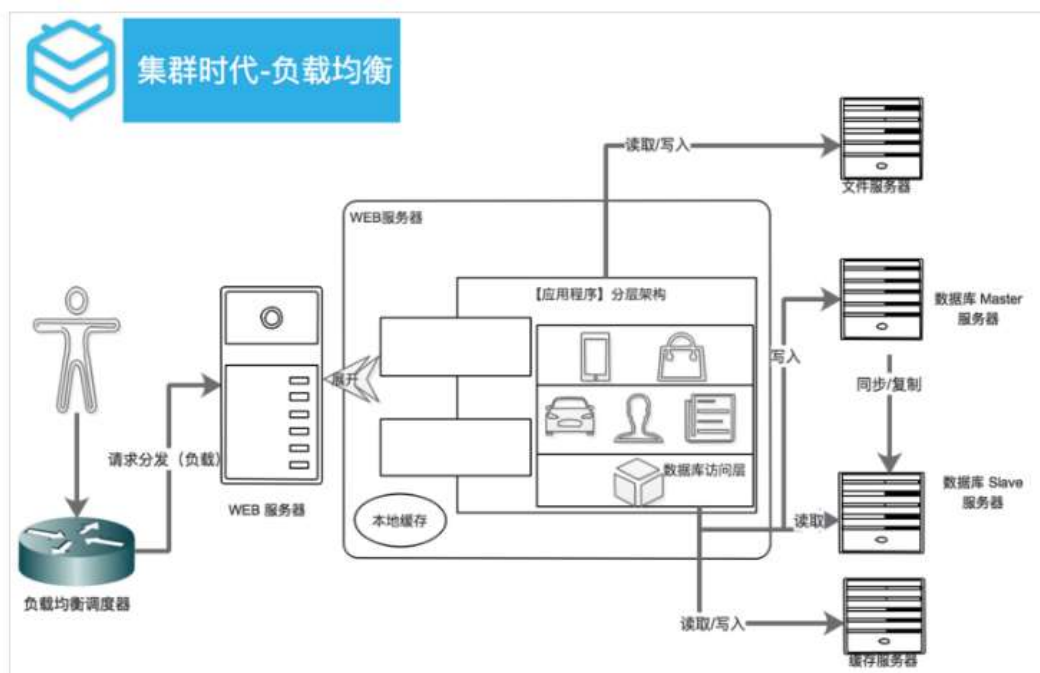 集群时代-负载均衡
读取/写入
文件服务器
WEB服务器
【应用程序】分层架构
数据库 Master
服务器
写入
展开
同步/复制
请求分发（负载）
数据库访问层
数据库 Slave
服务器
WEB 服务器
本地缓存
读取
负载均衡调度器
读取/写入
缓存服务器